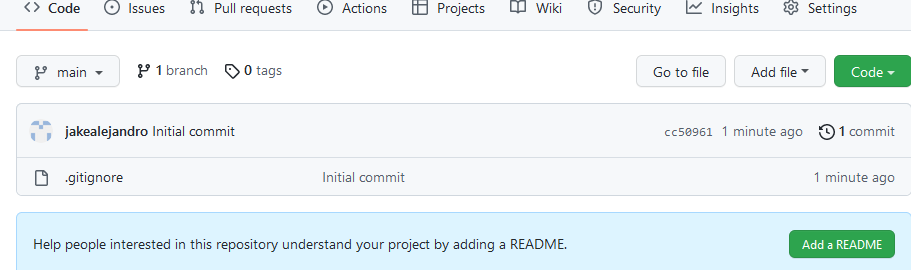 Code Issues Pull requests Actions Projects Wiki Security Insights Settings
main 1 branch 0 tags Go to file Add file Code
jakealejandro Initial commit cc50961 1 minute ago 1 commit
.gitignore Initial commit 1 minute ago
Help people interested in this repository understand your project by adding a README. Add a README